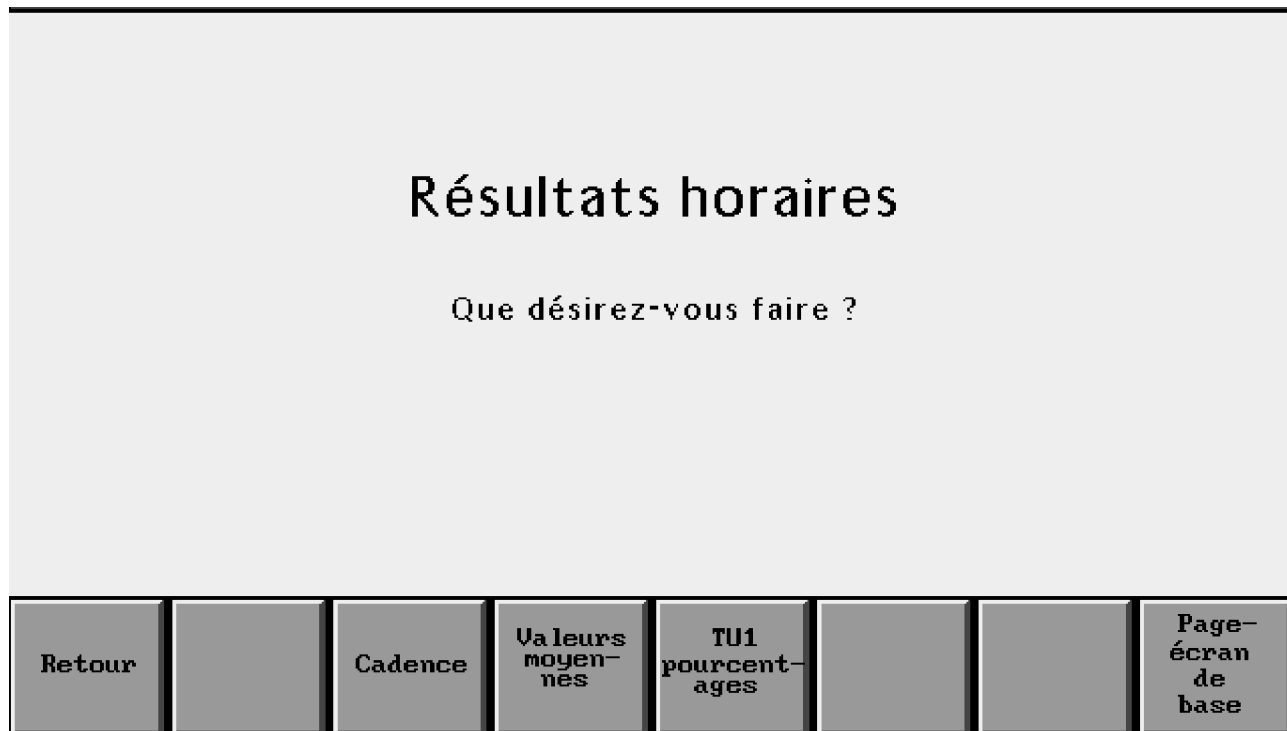 Résultats horaires
Que désirez-vous faire ?
Retour
Cadence
Valeurs
moyen-
nes
TU1
pourcent-
ages
Page-
écran
de
base